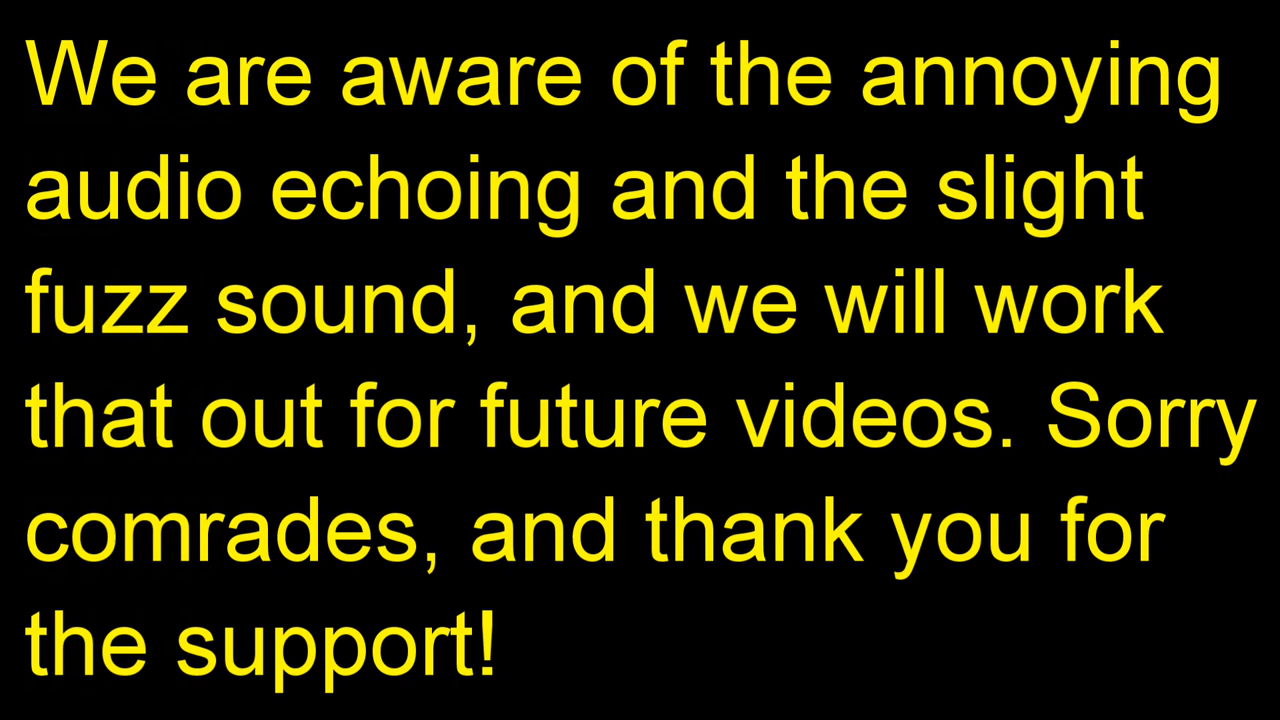 We are aware of the annoying
audio echoing and the slight
fuzz sound, and we will work
that out for future videos. Sorry
comrades, and thank you for
the support!